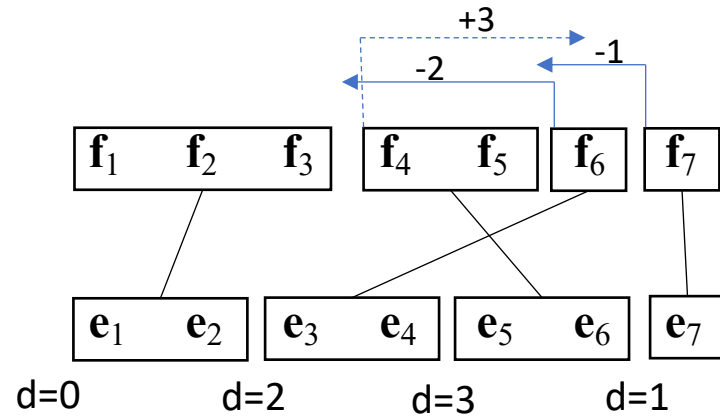 +3
-1
-2
f₁ f₂ f₃ f₄ f₅ f₆ f₇
e₁ e₂ e₃ e₄ e₅ e₆ e₇
d=0 d=2 d=3 d=1